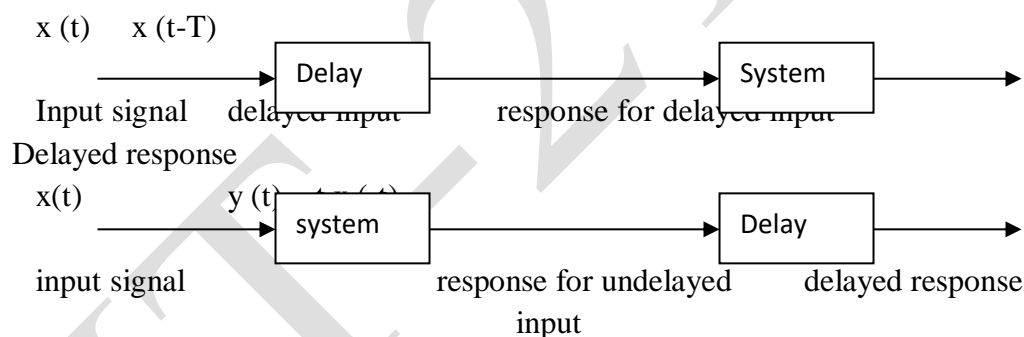 x (t) x (t-T)
Delay System
Input signal delayed input response for delayed input
Delayed response
x(t) y (t)
system Delay
input signal response for undelayed delayed response
input